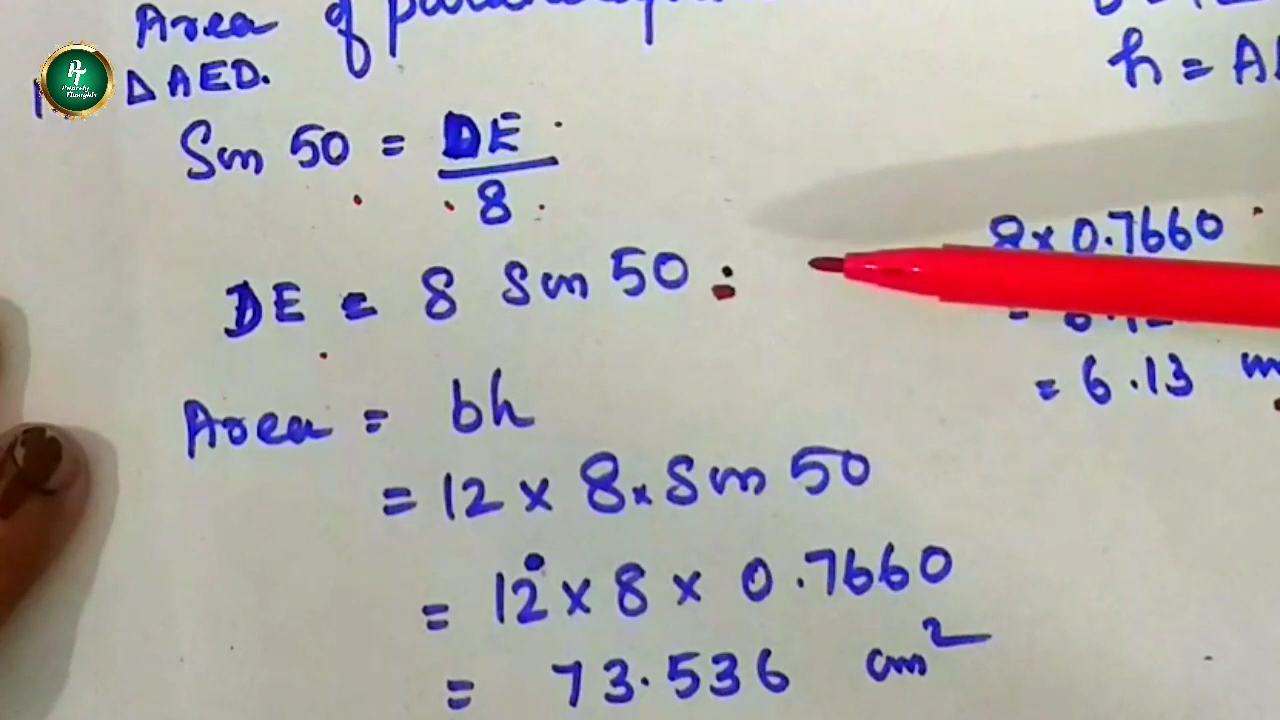 Area of
△AED.
h = A
Sin 50 = DE / 8
8 x 0.7660
DE = 8 Sin 50
= 6.13
Area = bh
= 12 x 8 x Sin 50
= 12 x 8 x 0.7660
= 73.536 cm²